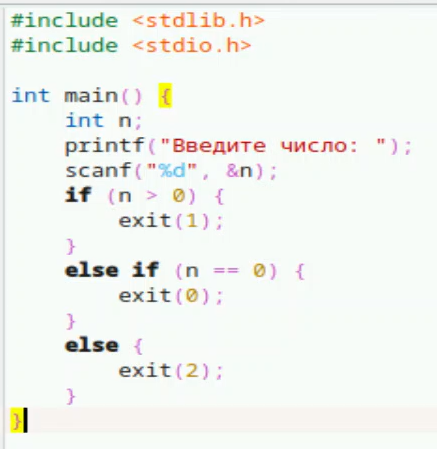 #include <stdlib.h>
#include <stdio.h>
int main() {
    int n;
    printf("Введите число: ");
    scanf("%d", &n);
    if (n > 0) {
        exit(1);
    }
    else if (n == 0) {
        exit(0);
    }
    else {
        exit(2);
    }
}